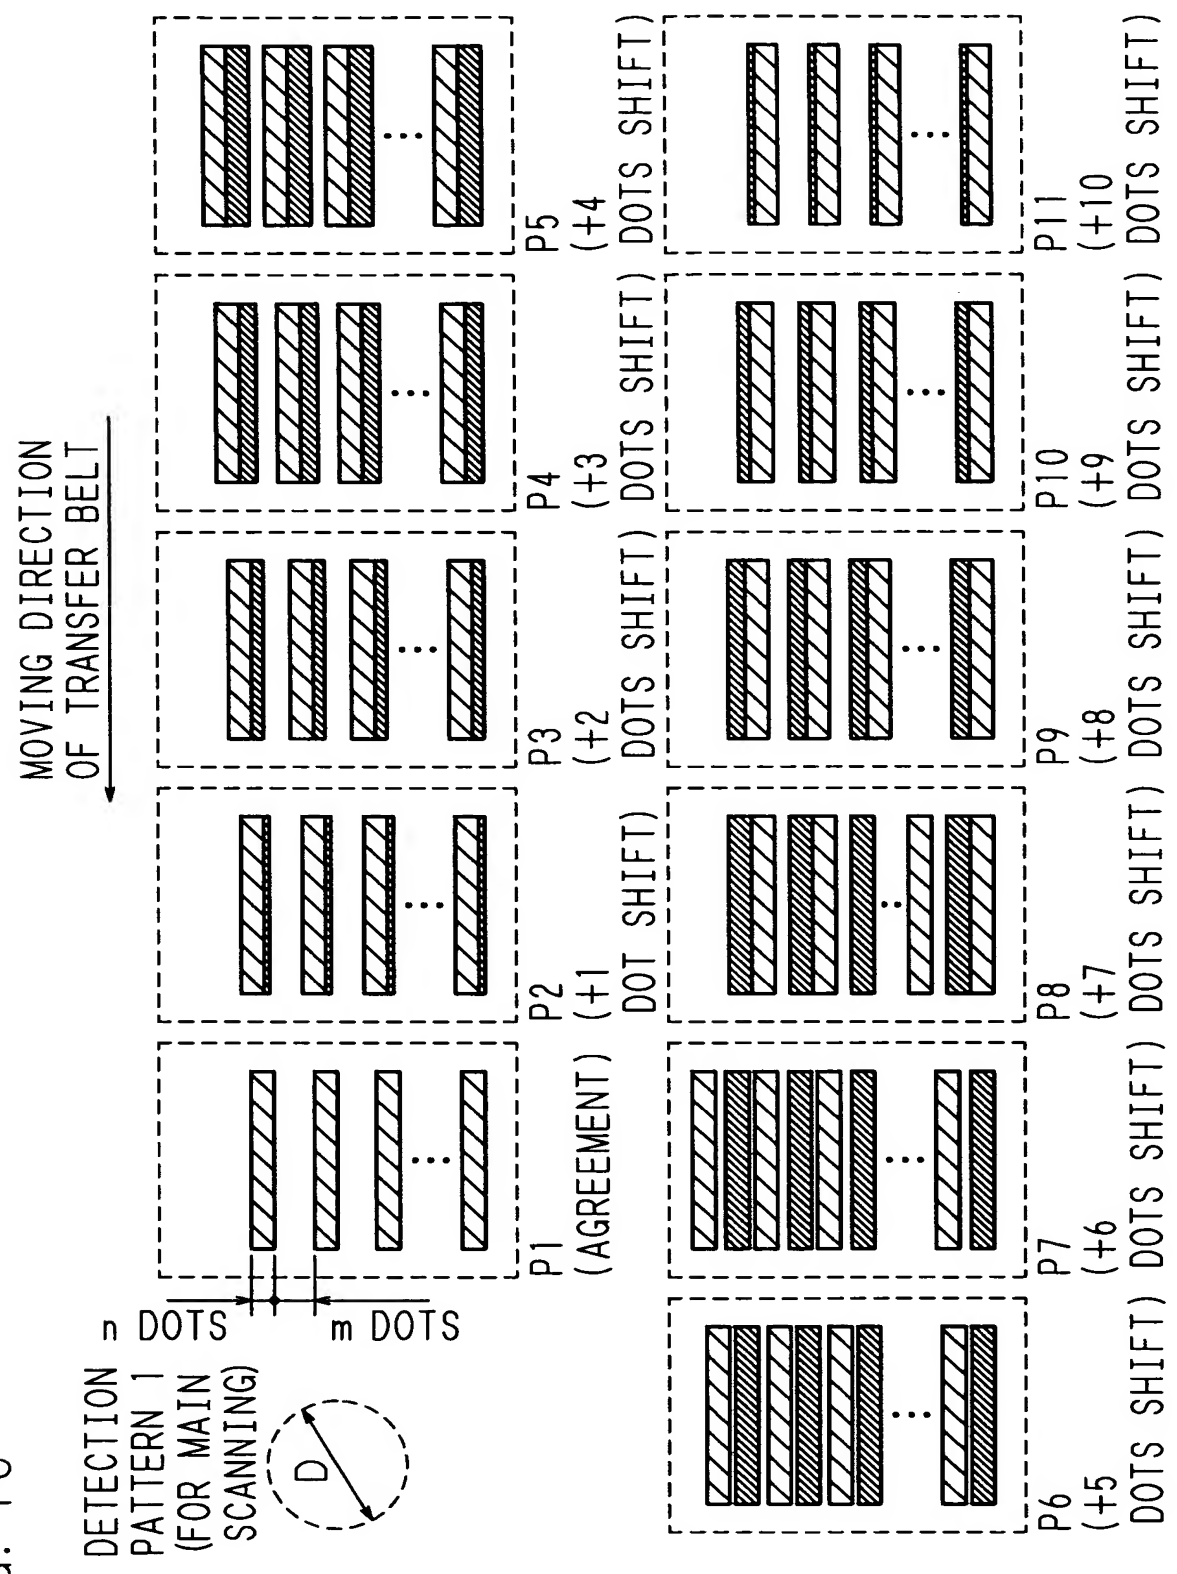 MOVING DIRECTION
OF TRANSFER BELT
DETECTION
PATTERN 1
(FOR MAIN
SCANNING)
D
n DOTS
m DOTS
P1
(AGREEMENT)
P2
(+1
DOT SHIFT)
P3
(+2
DOTS SHIFT)
P4
(+3
DOTS SHIFT)
P5
(+4
DOTS SHIFT)
P6
(+5
DOTS SHIFT)
P7
(+6
DOTS SHIFT)
P8
(+7
DOTS SHIFT)
P9
(+8
DOTS SHIFT)
P10
(+9
DOTS SHIFT)
P11
(+10
DOTS SHIFT)